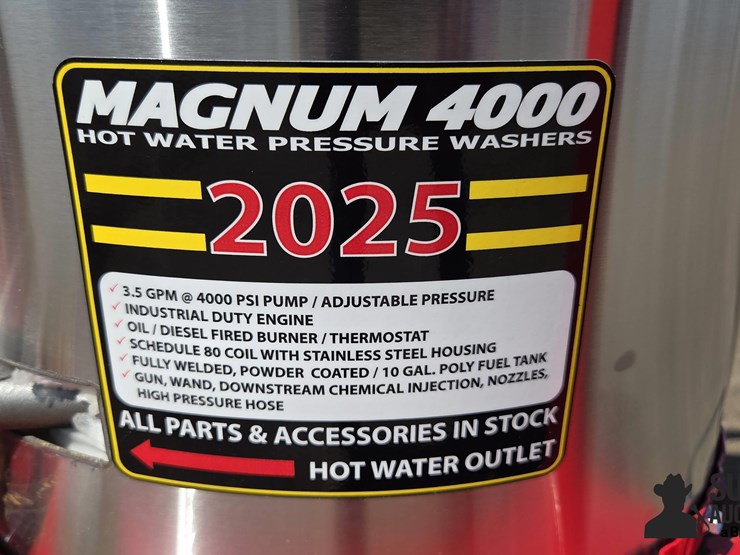 MAGNUM 4000
HOT WATER PRESSURE WASHERS
2025
3.5 GPM @ 4000 PSI PUMP / ADJUSTABLE PRESSURE
INDUSTRIAL DUTY ENGINE
OIL / DIESEL FIRED BURNER / THERMOSTAT
SCHEDULE 80 COIL WITH STAINLESS STEEL HOUSING
FULLY WELDED, POWDER COATED / 10 GAL. POLY FUEL TANK
GUN, WAND, DOWNSTREAM CHEMICAL INJECTION, NOZZLES,
HIGH PRESSURE HOSE
ALL PARTS & ACCESSORIES IN STOCK
HOT WATER OUTLET